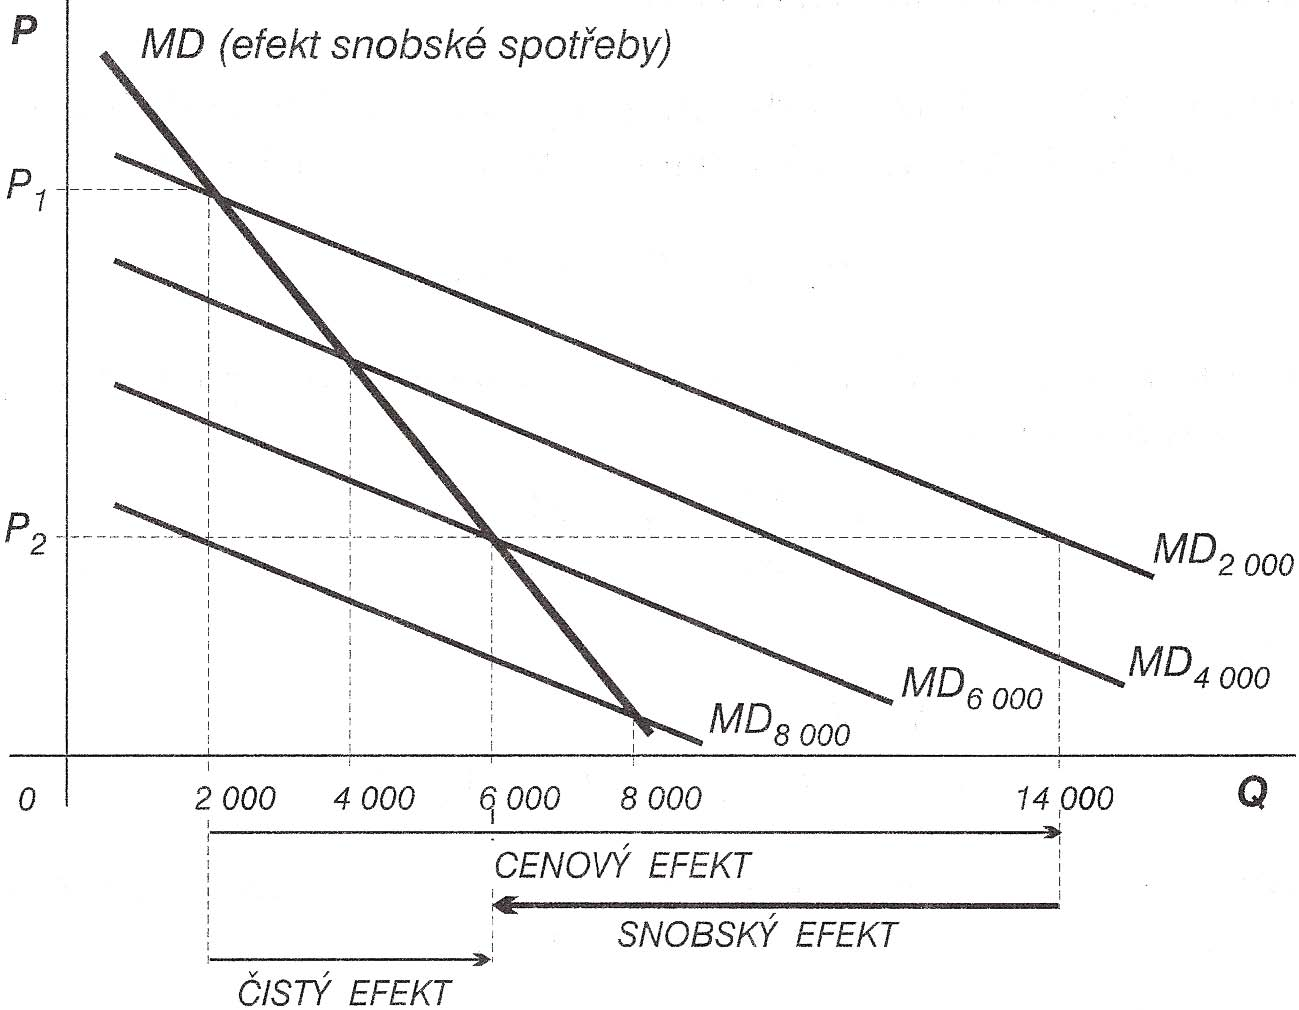 P
MD (efekt snobské spotřeby)
P1
P2
MD2 000
MD4 000
MD6 000
MD8 000
0 2 000 4 000 6 000 8 000 14 000 Q
CENOVÝ EFEKT
SNOBSKÝ EFEKT
ČISTÝ EFEKT